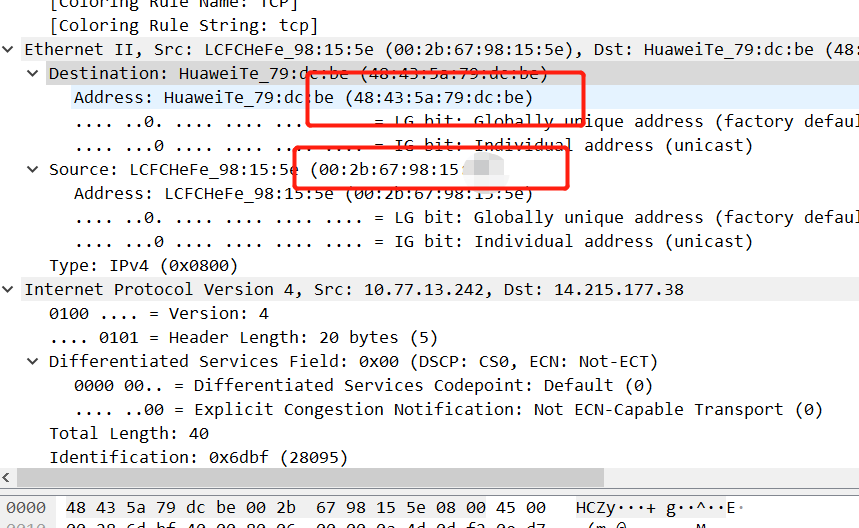 [Coloring Rule Name: TCP]
[Coloring Rule String: tcp]
Ethernet II, Src: LCFCHeFe_98:15:5e (00:2b:67:98:15:5e), Dst: HuaweiTe_79:dc:be (48:
Destination: HuaweiTe_79:dc:be (48:43:5a:79:dc:be)
Address: HuaweiTe_79:dc:be (48:43:5a:79:dc:be)
.... ..0. .... .... .... = LG bit: Globally unique address (factory defaul
.... ...0 .... .... .... .... = IG bit: Individual address (unicast)
Source: LCFCHeFe_98:15:5e (00:2b:67:98:15:
Address: LCFCHeFe_98:15:5e (00:2b:67:98:15:5e)
.... ..0. .... .... .... .... = LG bit: Globally unique address (factory defaul
.... ...0 .... .... .... .... = IG bit: Individual address (unicast)
Type: IPv4 (0x0800)
Internet Protocol Version 4, Src: 10.77.13.242, Dst: 14.215.177.38
0100 .... = Version: 4
.... 0101 = Header Length: 20 bytes (5)
Differentiated Services Field: 0x00 (DSCP: CS0, ECN: Not-ECT)
0000 00.. = Differentiated Services Codepoint: Default (0)
.... ..00 = Explicit Congestion Notification: Not ECN-Capable Transport (0)
Total Length: 40
Identification: 0x6dbf (28095)
0000 48 43 5a 79 dc be 00 2b 67 98 15 5e 08 00 45 00 HCZy···+ g··^··E·